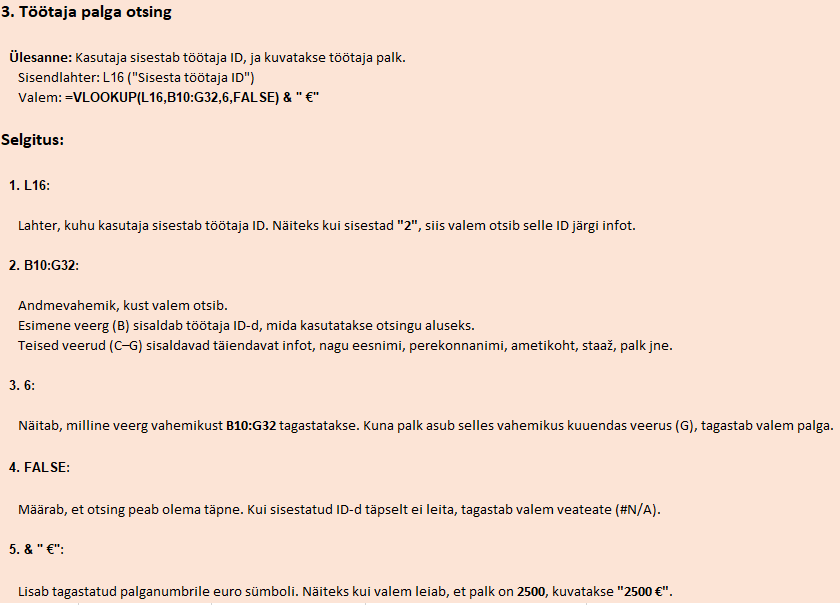 3. Töötaja palga otsing
Ülesanne: Kasutaja sisestab töötaja ID, ja kuvatakse töötaja palk.
Sisendlahter: L16 ("Sisesta töötaja ID")
Valem: =VLOOKUP(L16,B10:G32,6,FALSE) & " €"
Selgitus:
1. L16:
Lahter, kuhu kasutaja sisestab töötaja ID. Näiteks kui sisestad "2", siis valem otsib selle ID järgi infot.
2. B10:G32:
Andmevahemik, kust valem otsib.
Esimene veerg (B) sisaldab töötaja ID-d, mida kasutatakse otsingu aluseks.
Teised veerud (C–G) sisaldavad täiendavat infot, nagu eesnimi, perekonnanimi, ametikoht, staaž, palk jne.
3. 6:
Näitab, milline veerg vahemikust B10:G32 tagastatakse. Kuna palk asub selles vahemikus kuuendas veerus (G), tagastab valem palga.
4. FALSE:
Määrab, et otsing peab olema täpne. Kui sisestatud ID-d täpselt ei leita, tagastab valem veateate (#N/A).
5. & " €":
Lisab tagastatud palganumbrile euro sümboli. Näiteks kui valem leiab, et palk on 2500, kuvatakse "2500 €".